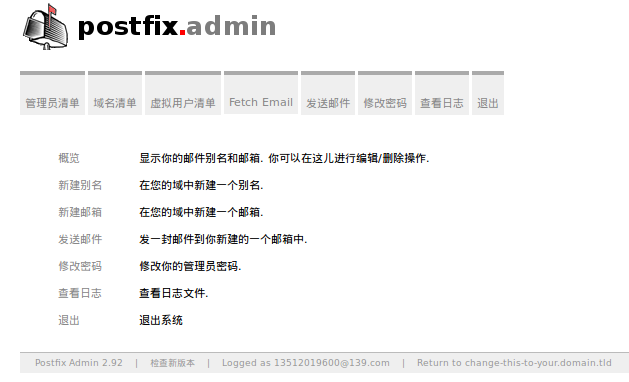 postfix.admin
管理员清单 域名清单 虚拟用户清单 Fetch Email 发送邮件 修改密码 查看日志 退出
概览 显示你的邮件别名和邮箱. 你可以在这儿进行编辑/删除操作.
新建别名 在您的域中新建一个别名.
新建邮箱 在您的域中新建一个邮箱.
发送邮件 发一封邮件到你新建的一个邮箱中.
修改密码 修改你的管理员密码.
查看日志 查看日志文件.
退出 退出系统
Postfix Admin 2.92 | 检查新版本 | Logged as 13512019600@139.com | Return to change-this-to-your.domain.tld